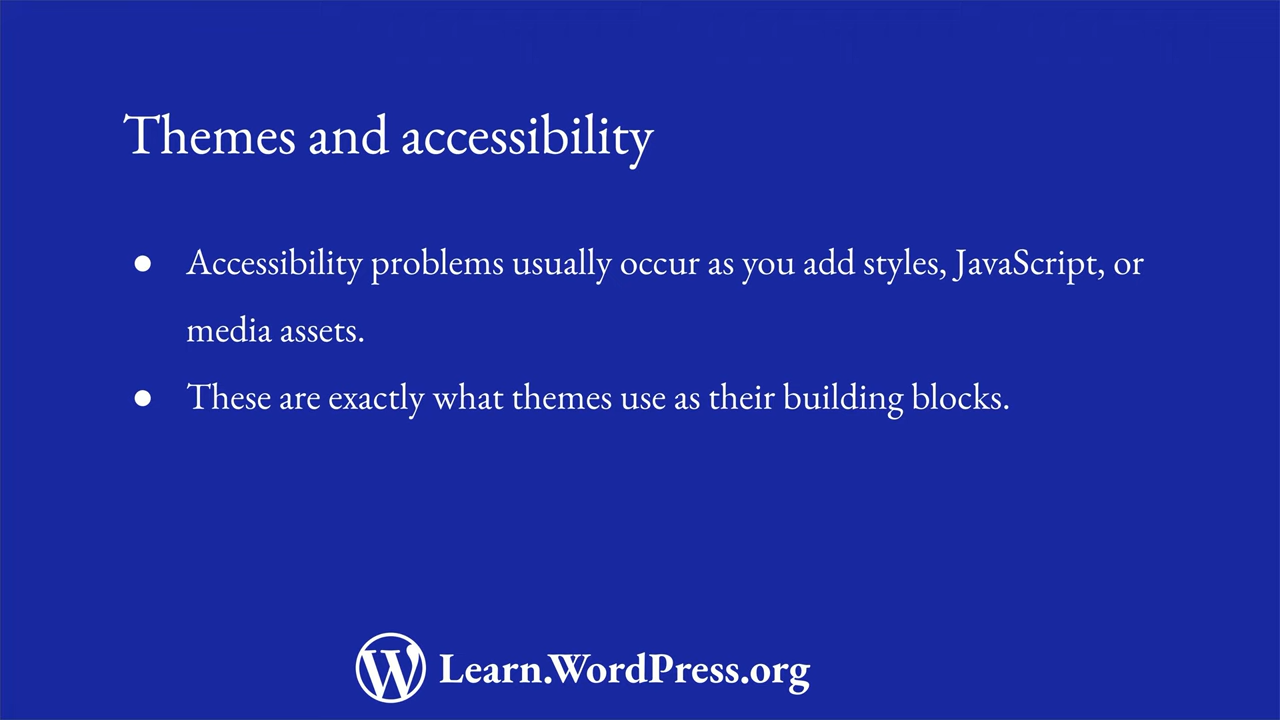 Themes and accessibility
● Accessibility problems usually occur as you add styles, JavaScript, or
media assets.
● These are exactly what themes use as their building blocks.
Learn.WordPress.org